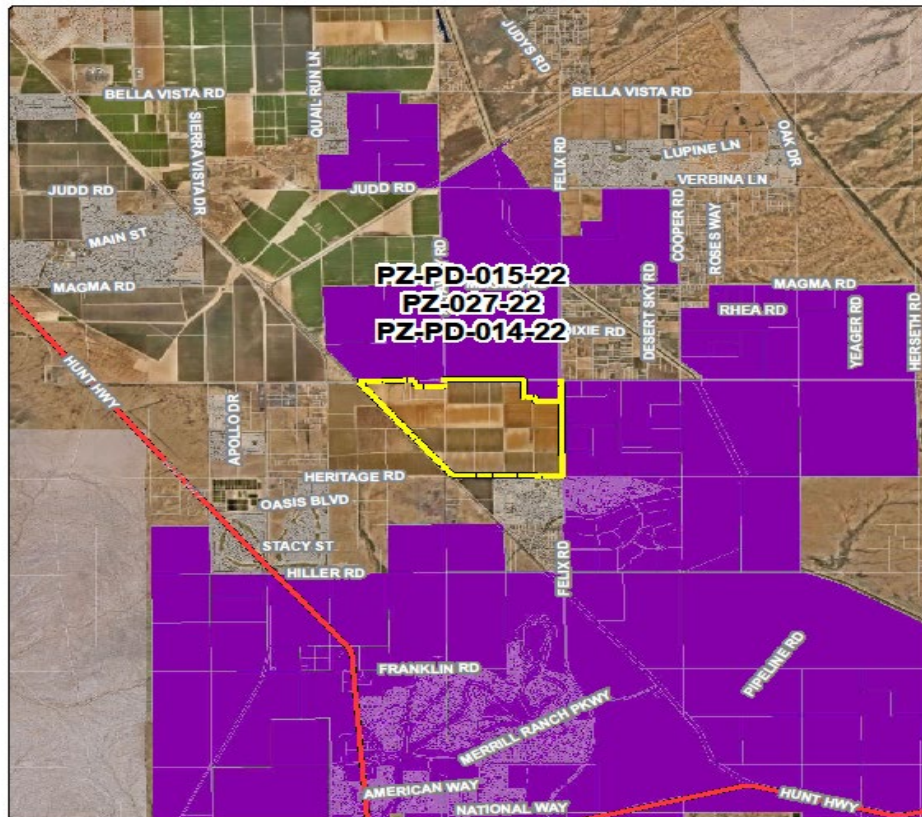 JUDYS RD
BELLA VISTA RD
QUAIL RUN LN
BELLA VISTA RD
SIERRA VISTA DR
OAK DR
LUPINE LN
FELIX RD
VERBINA LN
JUDD RD
JUDD RD
COOPER RD
ROSES WAY
MAIN ST
PZ-PD-015-22
MAGMA RD
MAGMA RD
PZ-027-22
DESERT SKY RD
RHEA RD
YEAGER RD
HERSETH RD
PZ-PD-014-22
DIXIE RD
HUNT HWY
APOLLO DR
HERITAGE RD
OASIS BLVD
STACY ST
HILLER RD
FELIX RD
FRANKLIN RD
PIPELINE RD
MERRILL RANCH PKWY
AMERICAN WAY
HUNT HWY
NATIONAL WAY